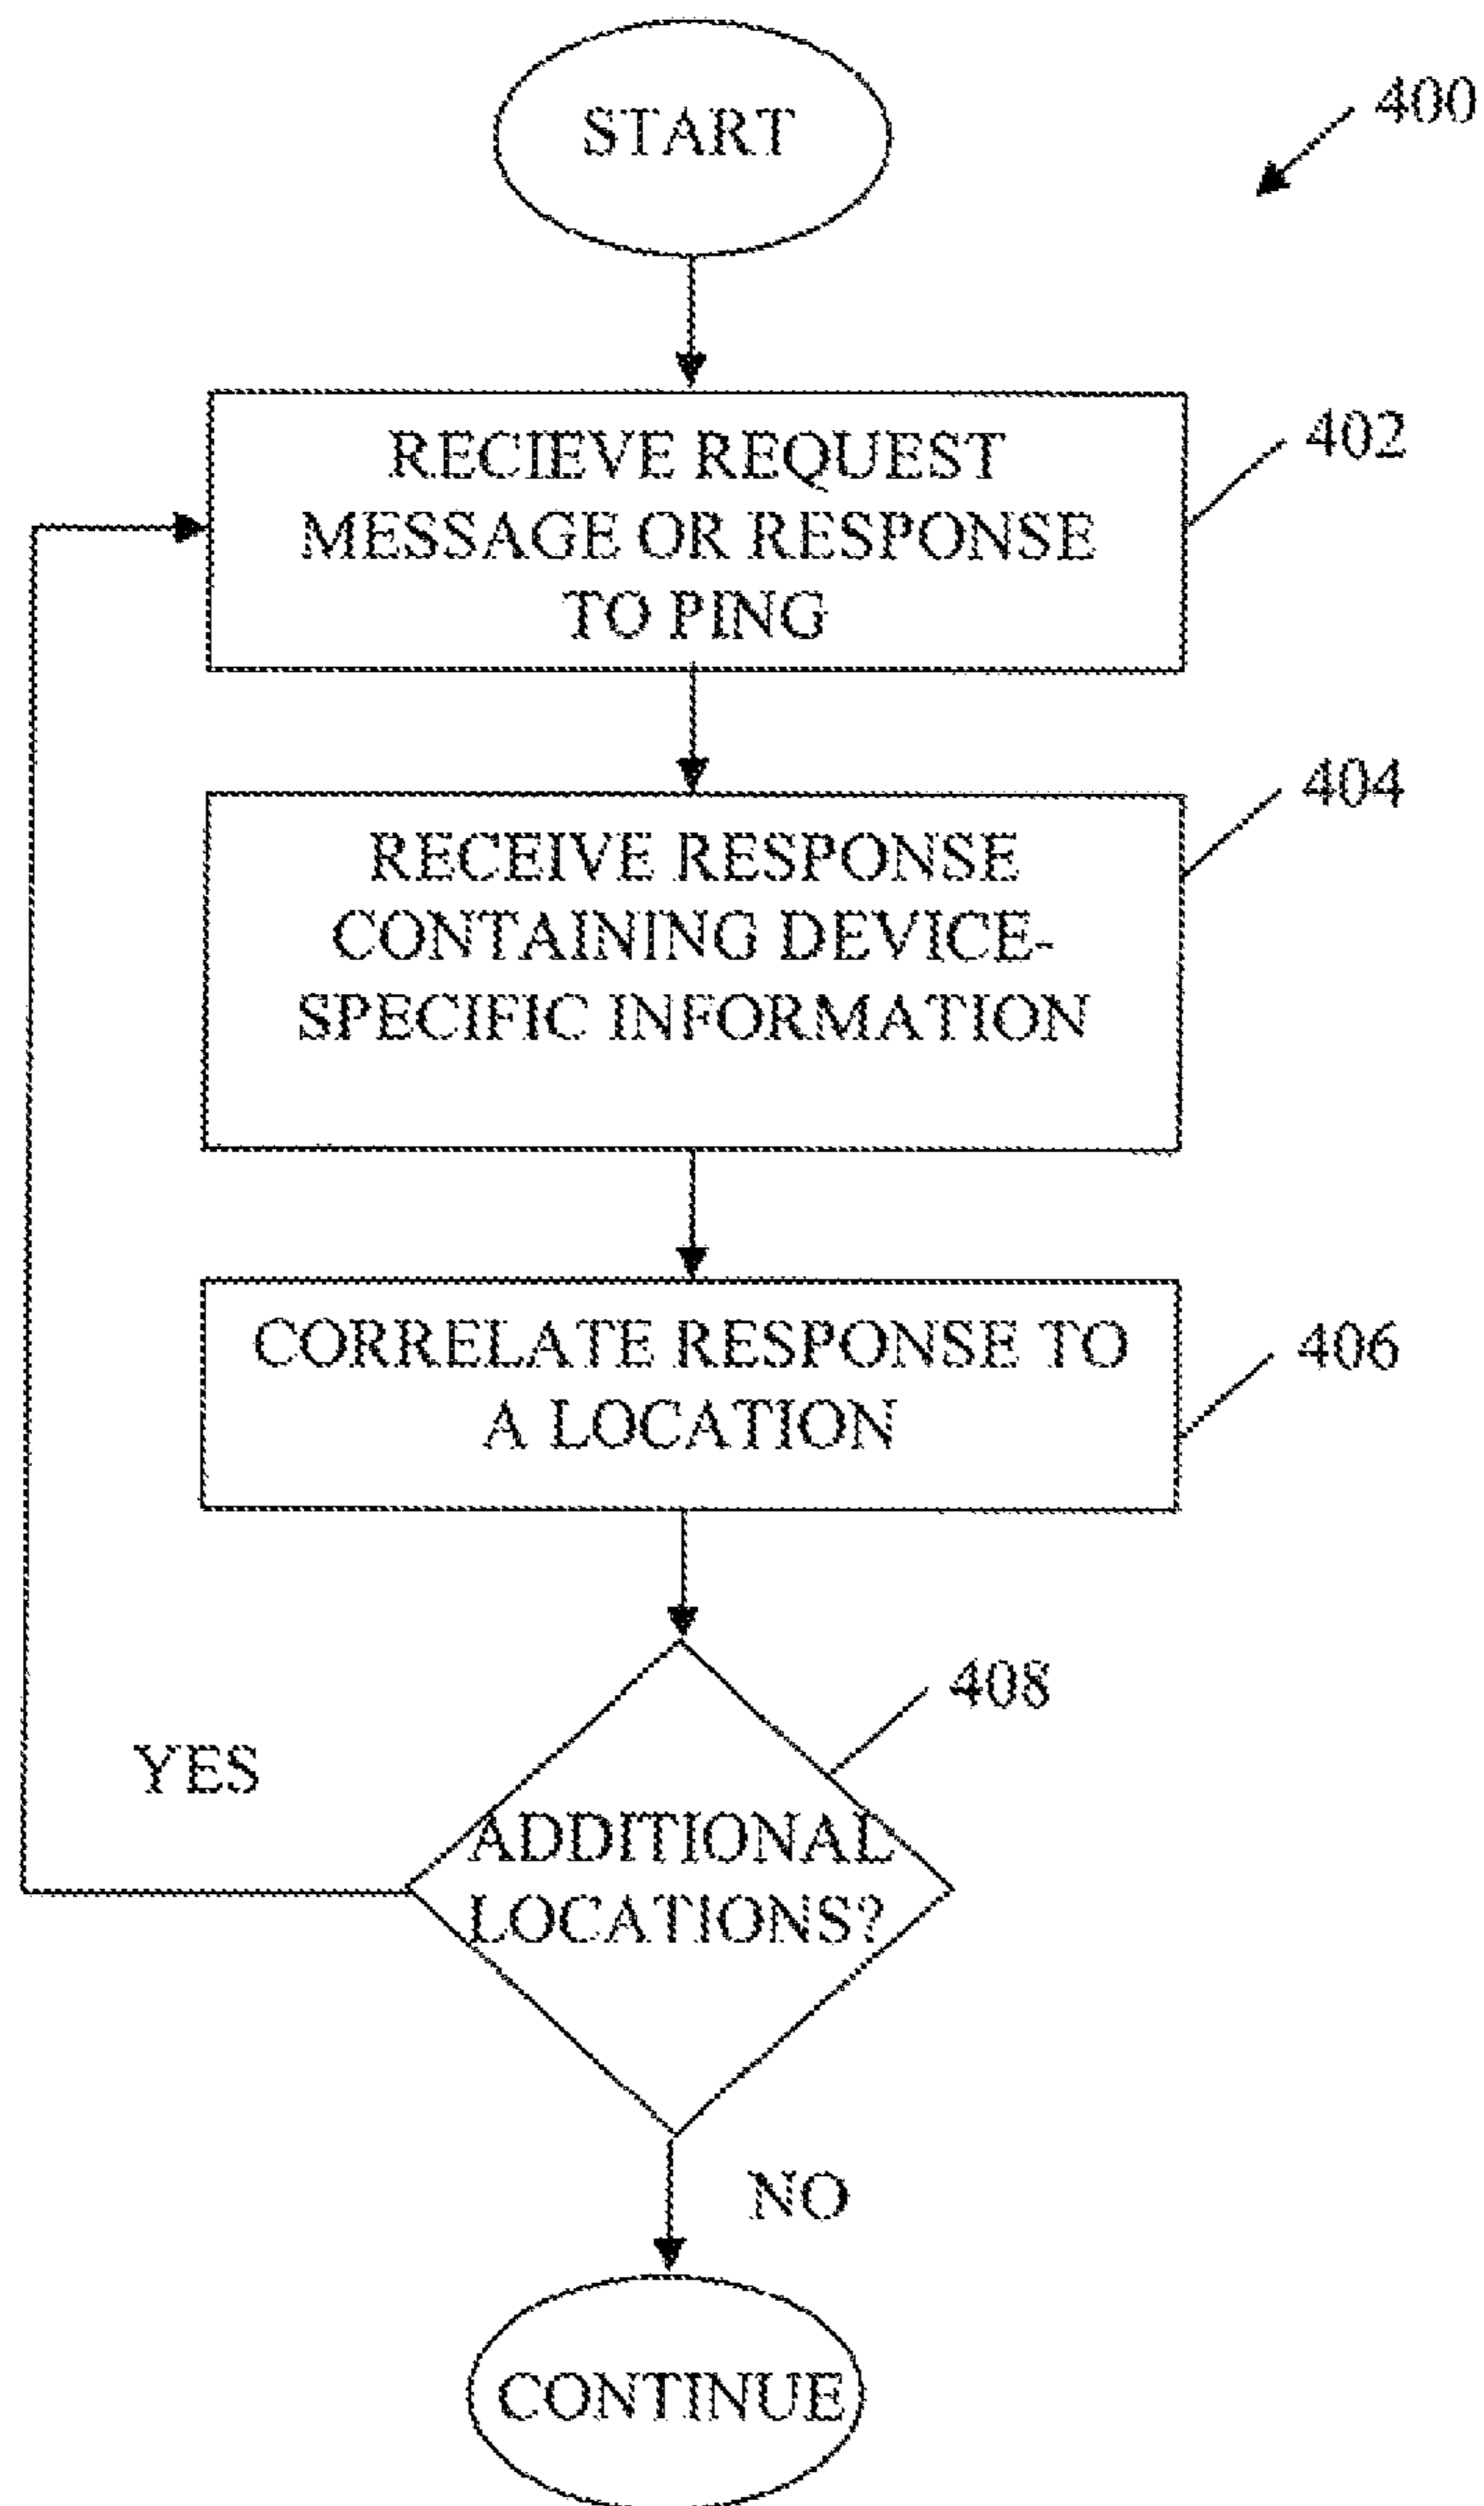 START
400
RECIEVE REQUEST
MESSAGE OR RESPONSE
TO PING
402
RECEIVE RESPONSE
CONTAINING DEVICE-
SPECIFIC INFORMATION
404
CORRELATE RESPONSE TO
A LOCATION
406
408
YES
ADDITIONAL
LOCATIONS?
NO
CONTINUE